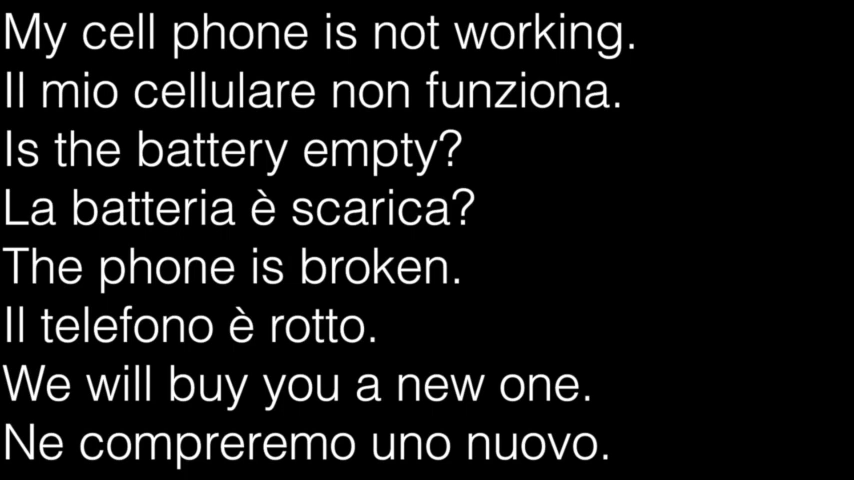 My cell phone is not working.
Il mio cellulare non funziona.
Is the battery empty?
La batteria è scarica?
The phone is broken.
Il telefono è rotto.
We will buy you a new one.
Ne compreremo uno nuovo.